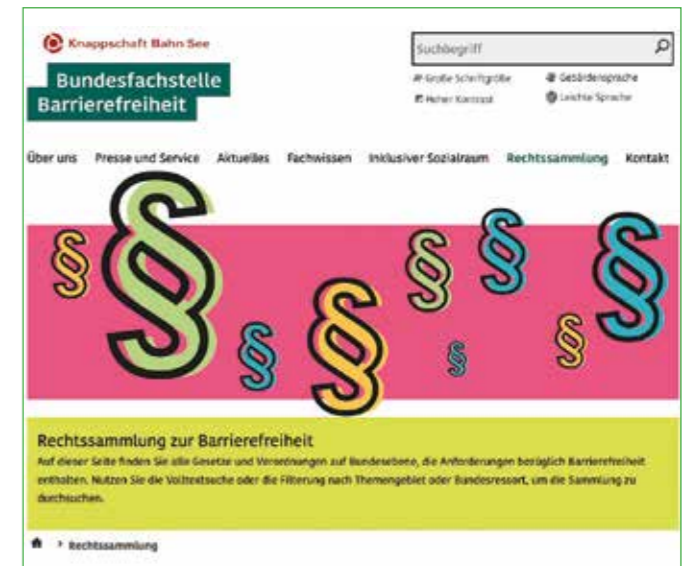 Knappschaft Bahn See
Bundesfachstelle
Barrierefreiheit
Suchbegriff
Große Schriftgröße
Gebärdensprache
Hoher Kontrast
Leichte Sprache
Über uns Presse und Service Aktuelles Fachwissen Inklusiver Sozialraum Rechtssammlung Kontakt
§ § § § § § § § §
Rechtssammlung zur Barrierefreiheit
Auf dieser Seite finden Sie alle Gesetze und Verordnungen auf Bundesebene, die Anforderungen bezüglich Barrierefreiheit
enthalten. Nutzen Sie die Volltextsuche oder die Filterung nach Themengebiet oder Bundesressort, um die Sammlung zu
durchsuchen.
> Rechtssammlung